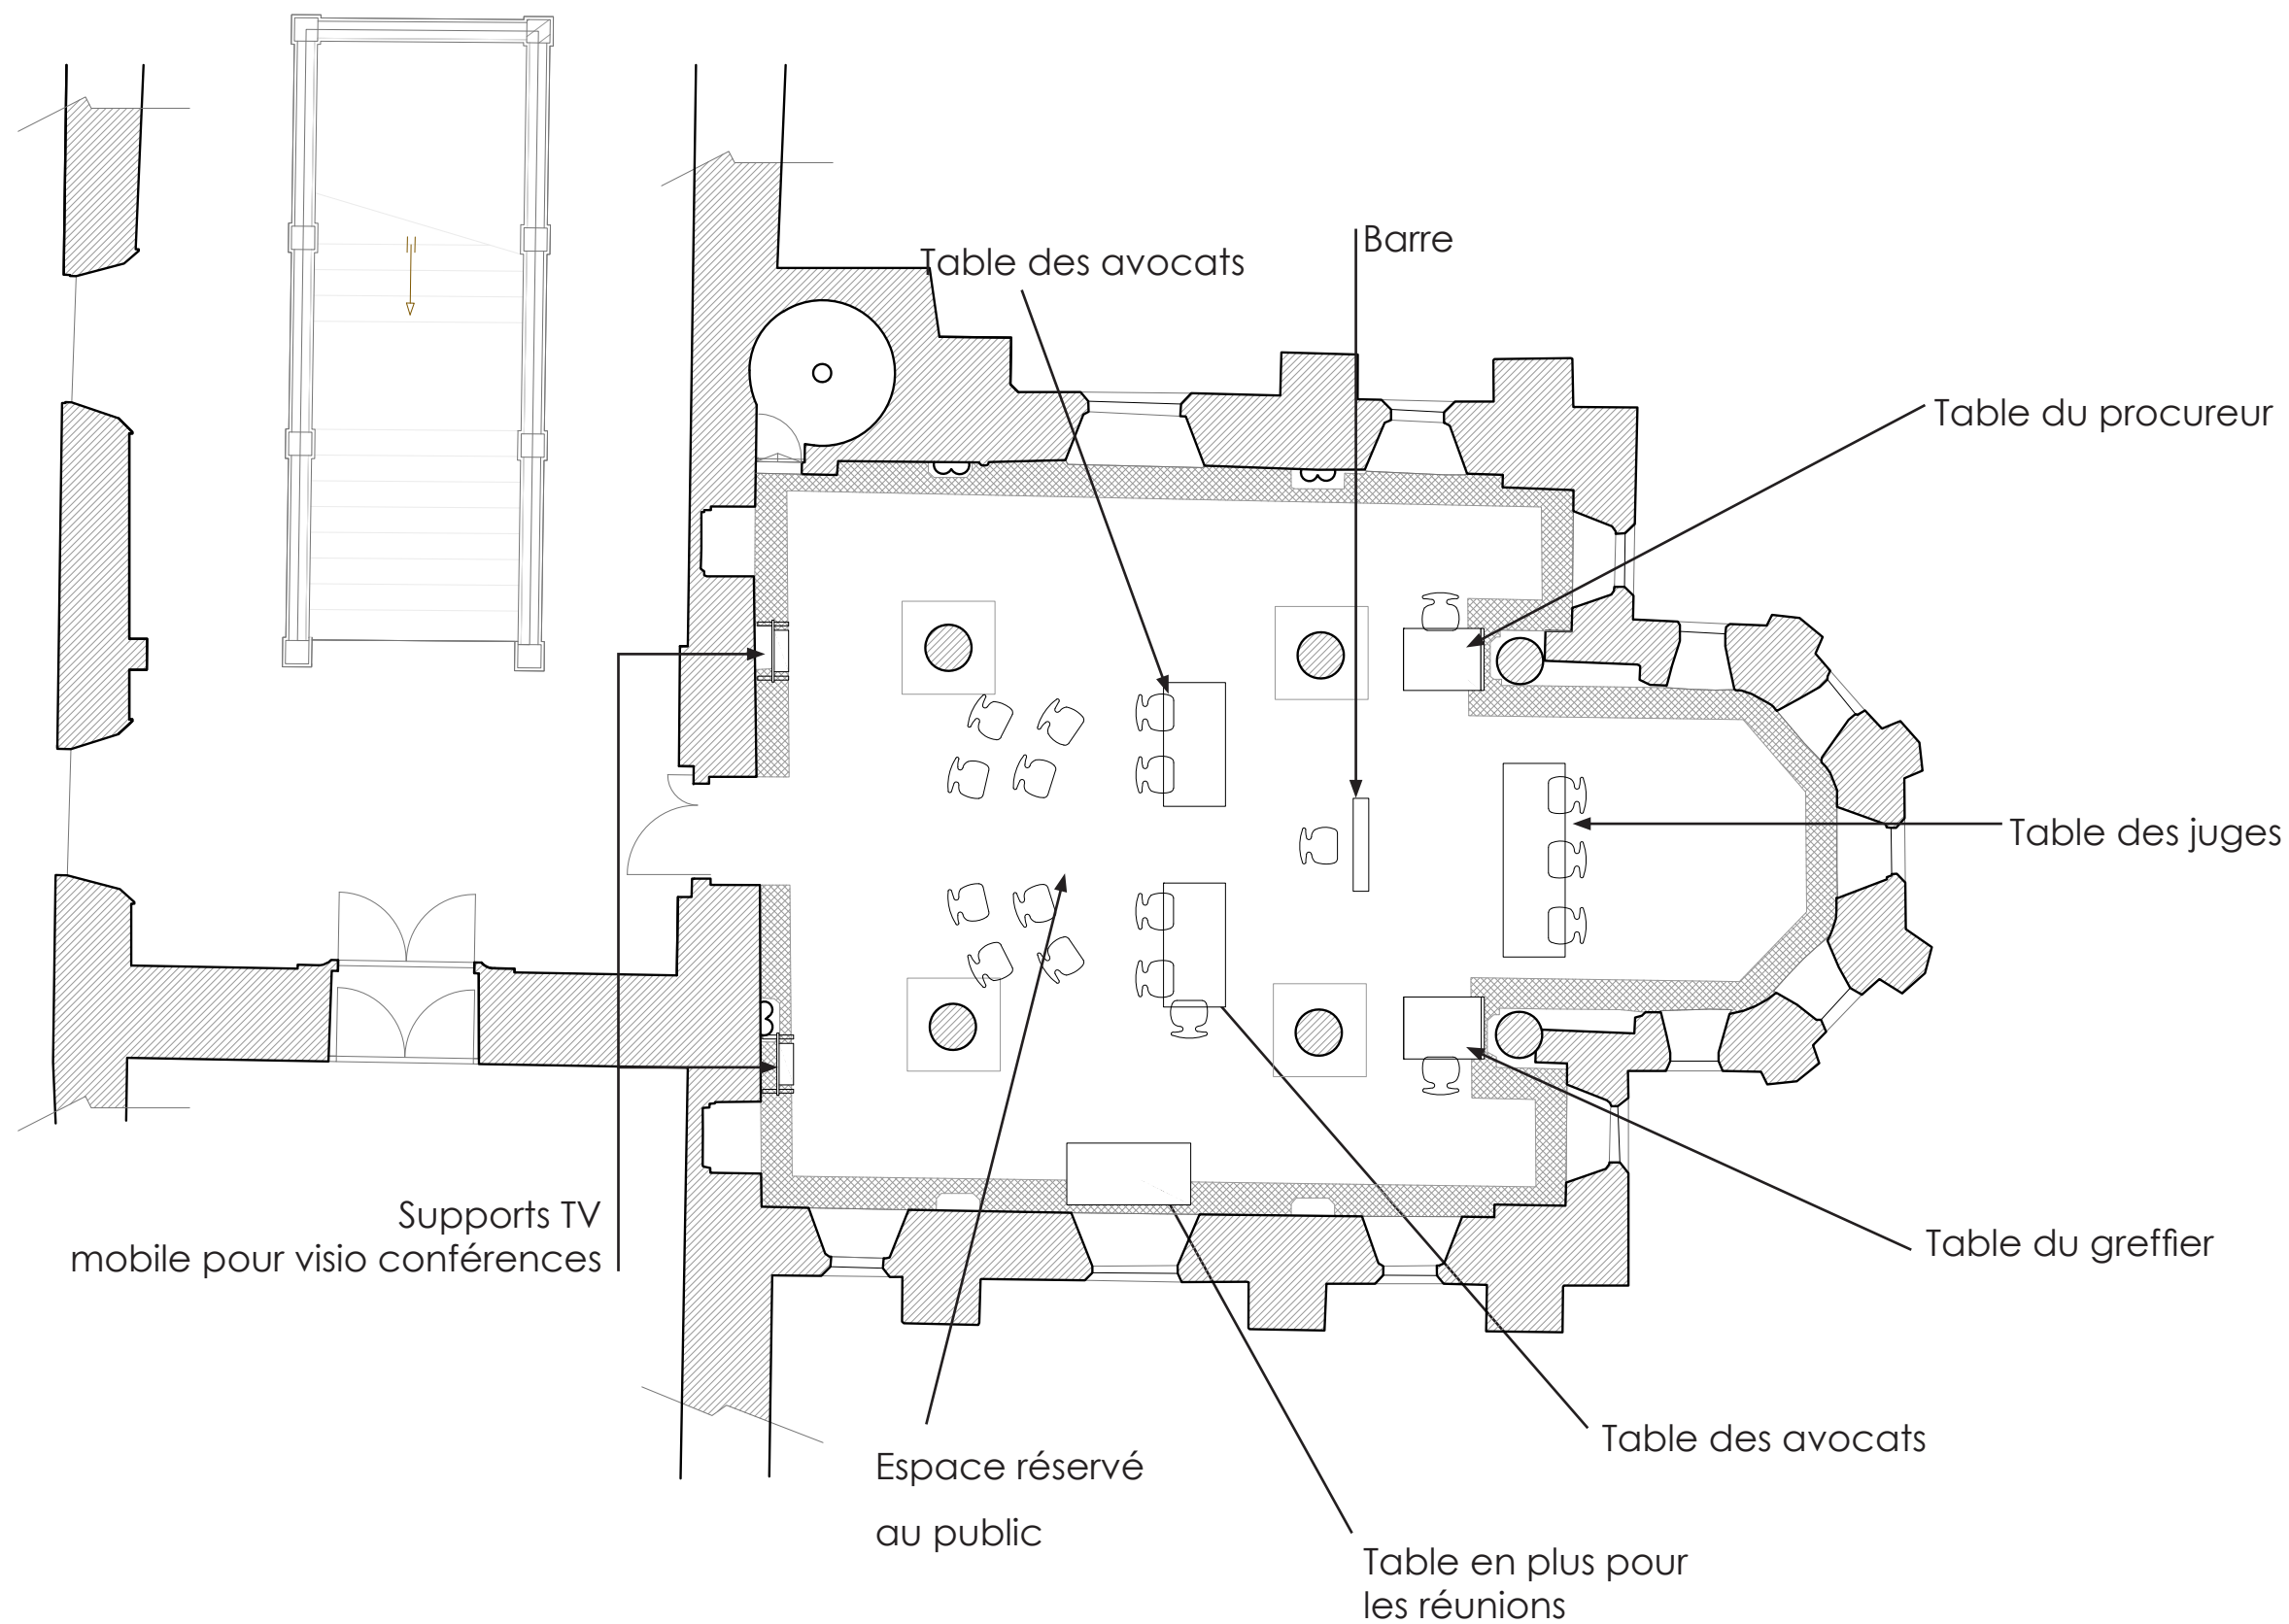 Barre
Table des avocats
Table du procureur
Table des juges
Supports TV
mobile pour visio conférences
Table du greffier
Table des avocats
Espace réservé
au public
Table en plus pour
les réunions